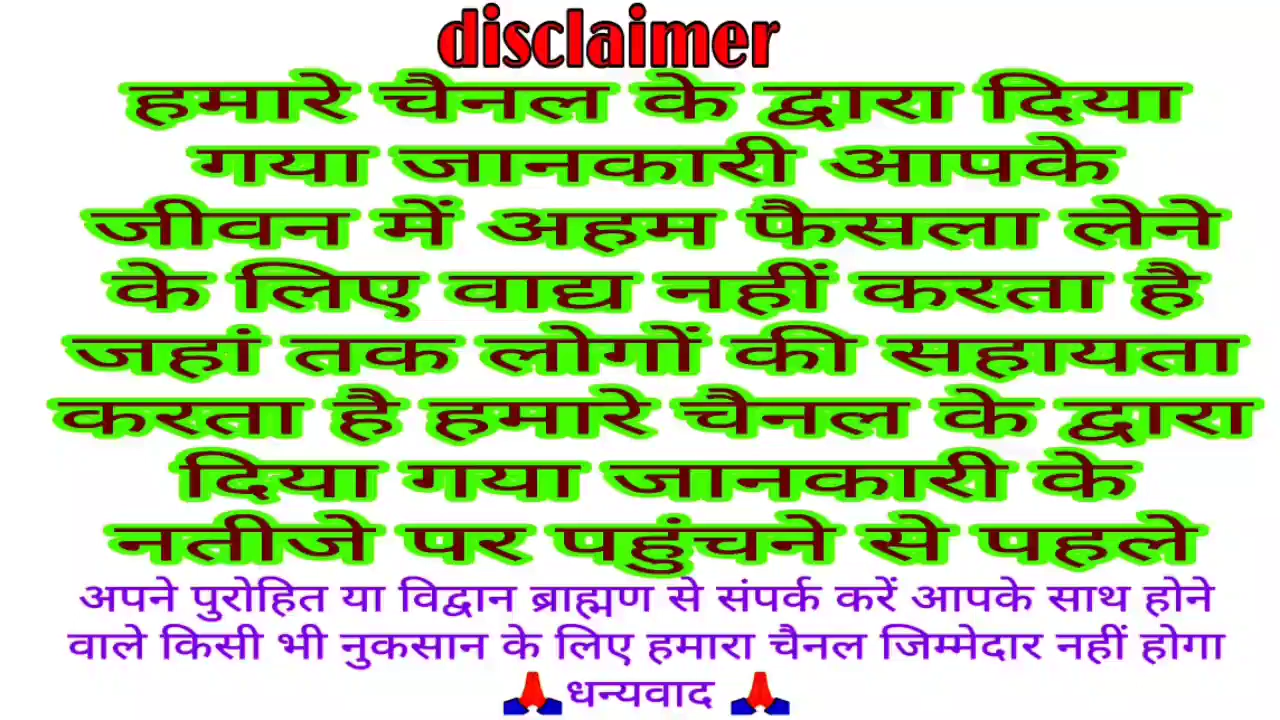 disclaimer
हमारे चैनल के द्वारा दिया
गया जानकारी आपके
जीवन में अहम फैसला लेने
के लिए वाद्य नहीं करता है
जहां तक लोगों की सहायता
करता है हमारे चैनल के द्वारा
दिया गया जानकारी के
नतीजे पर पहुंचने से पहले
अपने पुरोहित या विद्वान ब्राह्मण से संपर्क करें आपके साथ होने
वाले किसी भी नुकसान के लिए हमारा चैनल जिम्मेदार नहीं होगा
🙏धन्यवाद 🙏